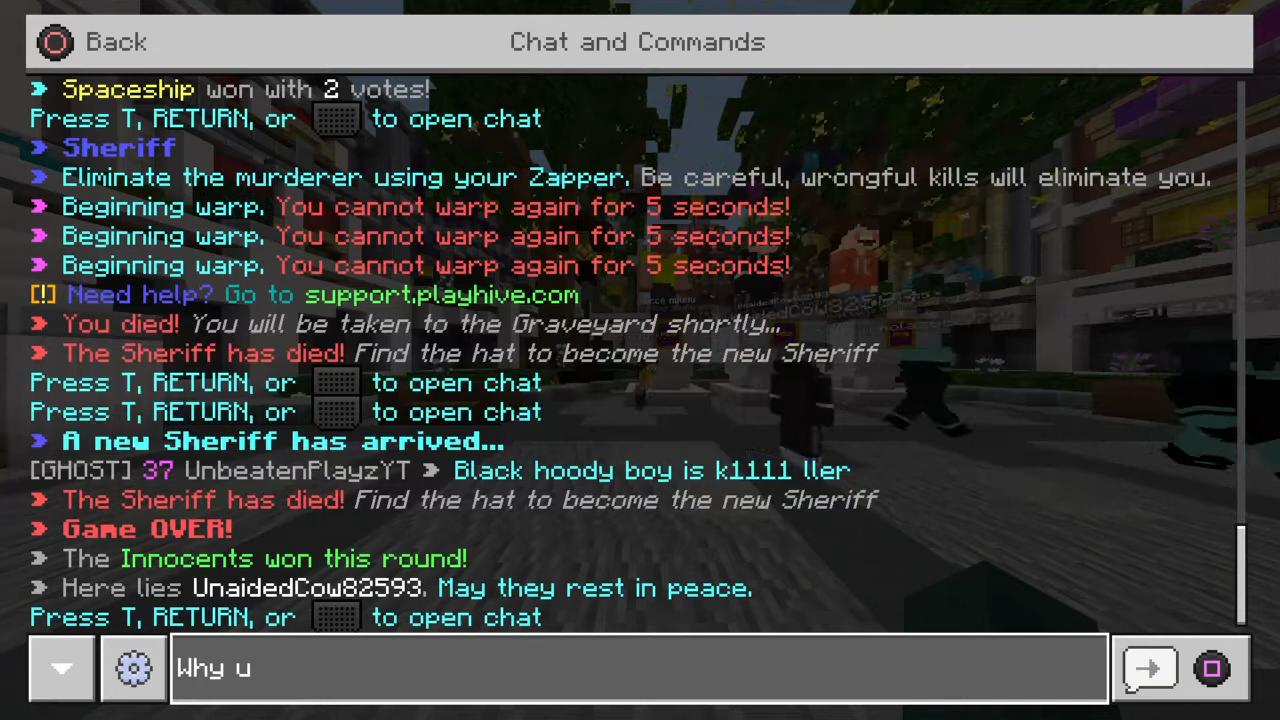 Back
Chat and Commands
Spaceship won with 2 votes!
Press T, RETURN, or to open chat
Sheriff
Eliminate the murderer using your Zapper. Be careful, wrongful kills will eliminate you.
Beginning warp. You cannot warp again for 5 seconds!
Beginning warp. You cannot warp again for 5 seconds!
Beginning warp. You cannot warp again for 5 seconds!
[!] Need help? Go to support.playhive.com
You died! You will be taken to the Graveyard shortly...
The Sheriff has died! Find the hat to become the new Sheriff
Press T, RETURN, or to open chat
Press T, RETURN, or to open chat
A new Sheriff has arrived...
[GHOST] 37 UnbeatenPlayzYT Black hoody boy is k1111 ller
The Sheriff has died! Find the hat to become the new Sheriff
Game OVER!
The Innocents won this round!
Here lies UnaidedCow82593. May they rest in peace.
Press T, RETURN, or to open chat
Why u